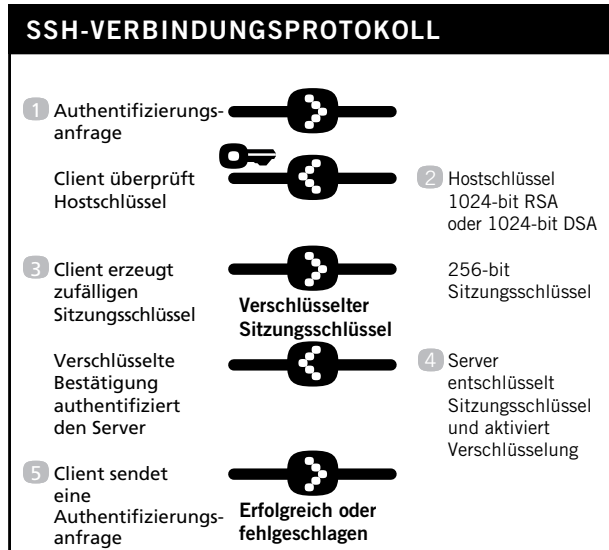 SSH-VERBINDUNGSPROTOKOLL
1 Authentifizierungs-
anfrage
Client überprüft
Hostschlüssel
2 Hostschlüssel
1024-bit RSA
oder 1024-bit DSA
3 Client erzeugt
zufälligen
Sitzungsschlüssel
Verschlüsselter
Sitzungsschlüssel
256-bit
Sitzungsschlüssel
Verschlüsselte
Bestätigung
authentifiziert
den Server
4 Server
entschlüsselt
Sitzungsschlüssel
und aktiviert
Verschlüsselung
5 Client sendet
eine
Authentifizierungs-
anfrage
Erfolgreich oder
fehlgeschlagen